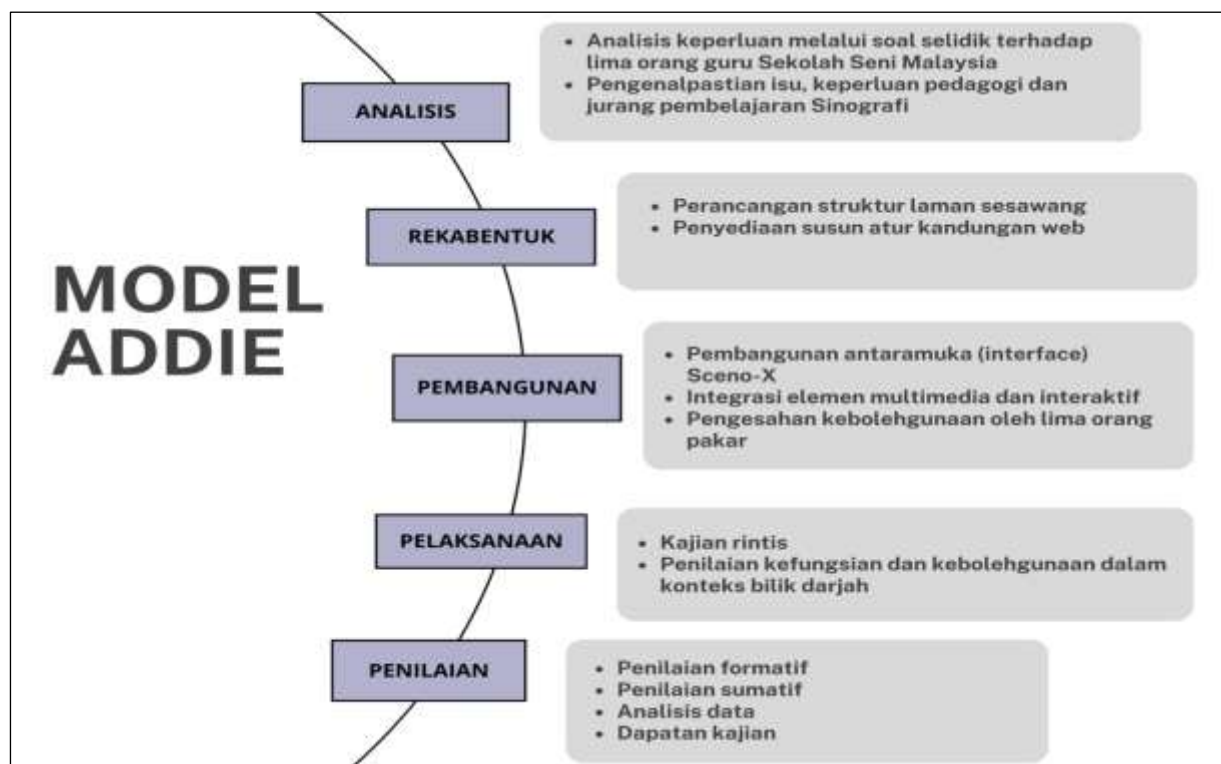 MODEL
ADDIE
ANALISIS
• Analisis keperluan melalui soal selidik terhadap
lima orang guru Sekolah Seni Malaysia
• Pengenalpastian isu, keperluan pedagogi dan
jurang pembelajaran Sinografi
REKABENTUK
• Perancangan struktur laman sesawang
• Penyediaan susun atur kandungan web
PEMBANGUNAN
• Pembangunan antaramuka (interface)
Sceno-X
• Integrasi elemen multimedia dan interaktif
• Pengesahan kebolehgunaan oleh lima orang
pakar
PELAKSANAAN
• Kajian rintis
• Penilaian kefungsian dan kebolehgunaan dalam
konteks bilik darjah
PENILAIAN
• Penilaian formatif
• Penilaian sumatif
• Analisis data
• Dapatan kajian